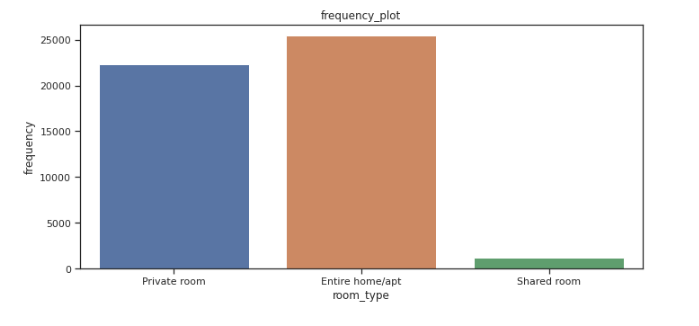 frequency_plot
25000
20000
15000
10000
5000
0
frequency
Private room
Entire home/apt
Shared room
room_type